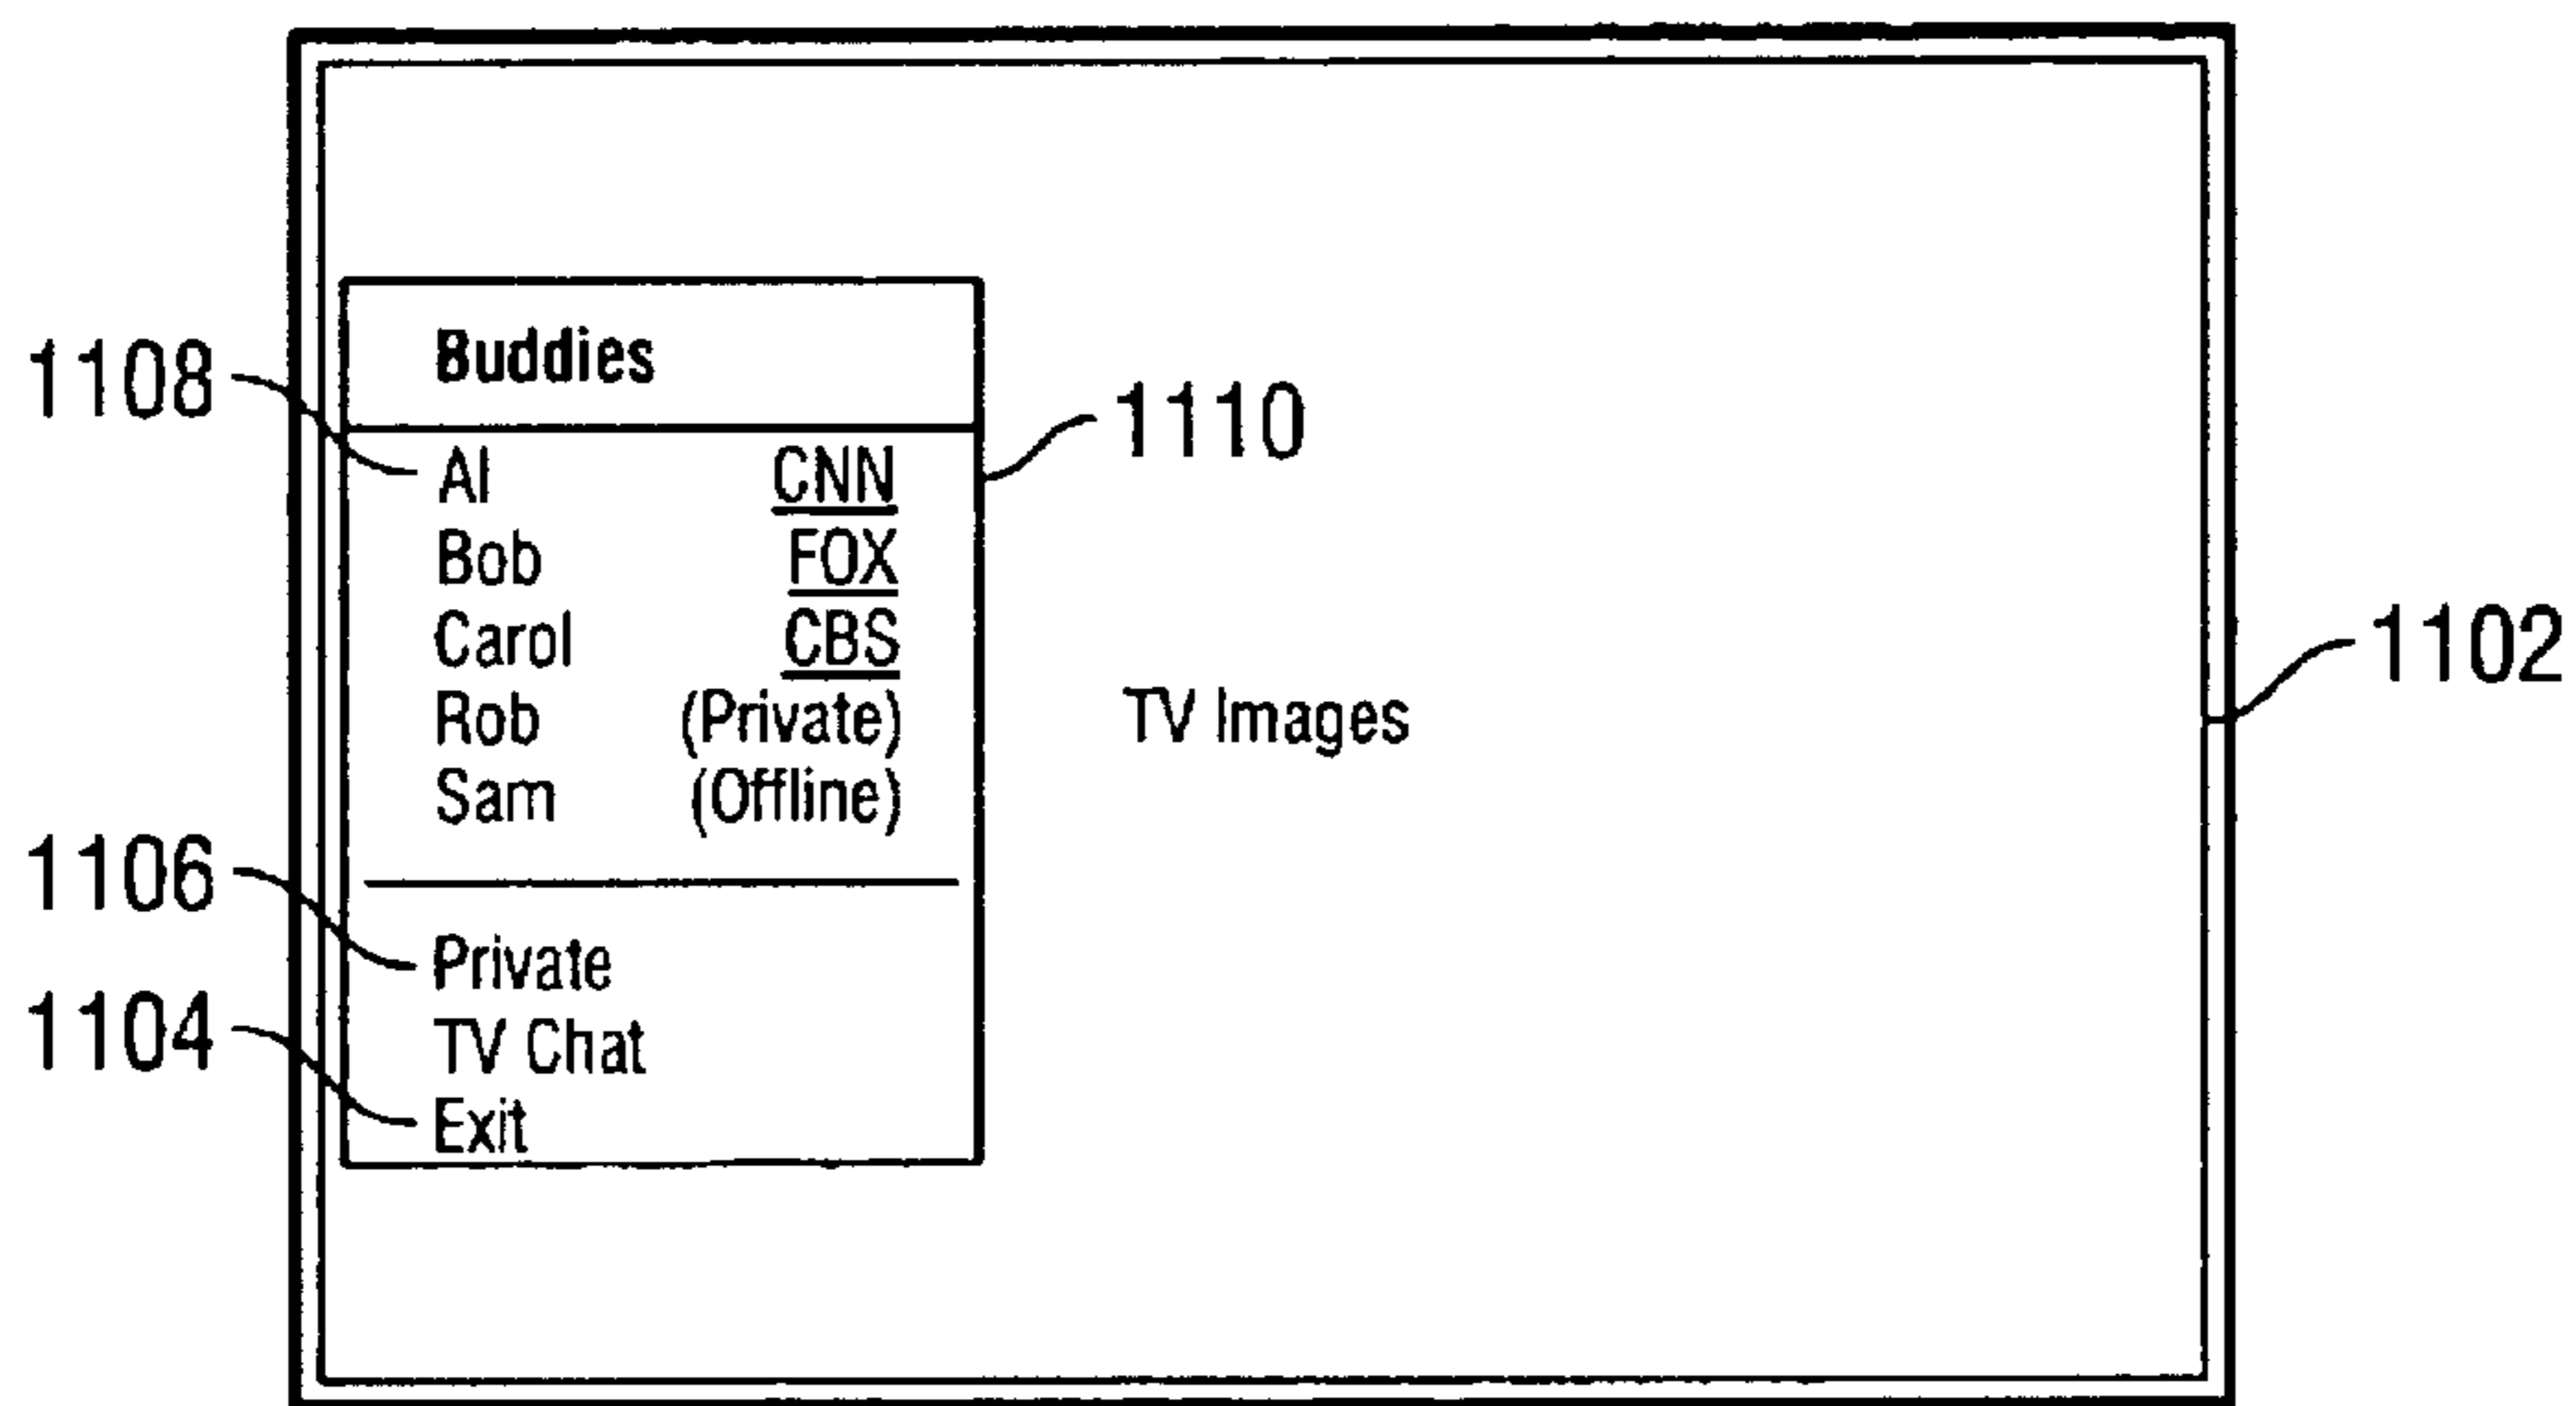 Buddies
1108
1110
Al CNN
Bob FOX
Carol CBS
1102
Rob (Private)
TV Images
Sam (Offline)
1106
Private
1104
TV Chat
Exit